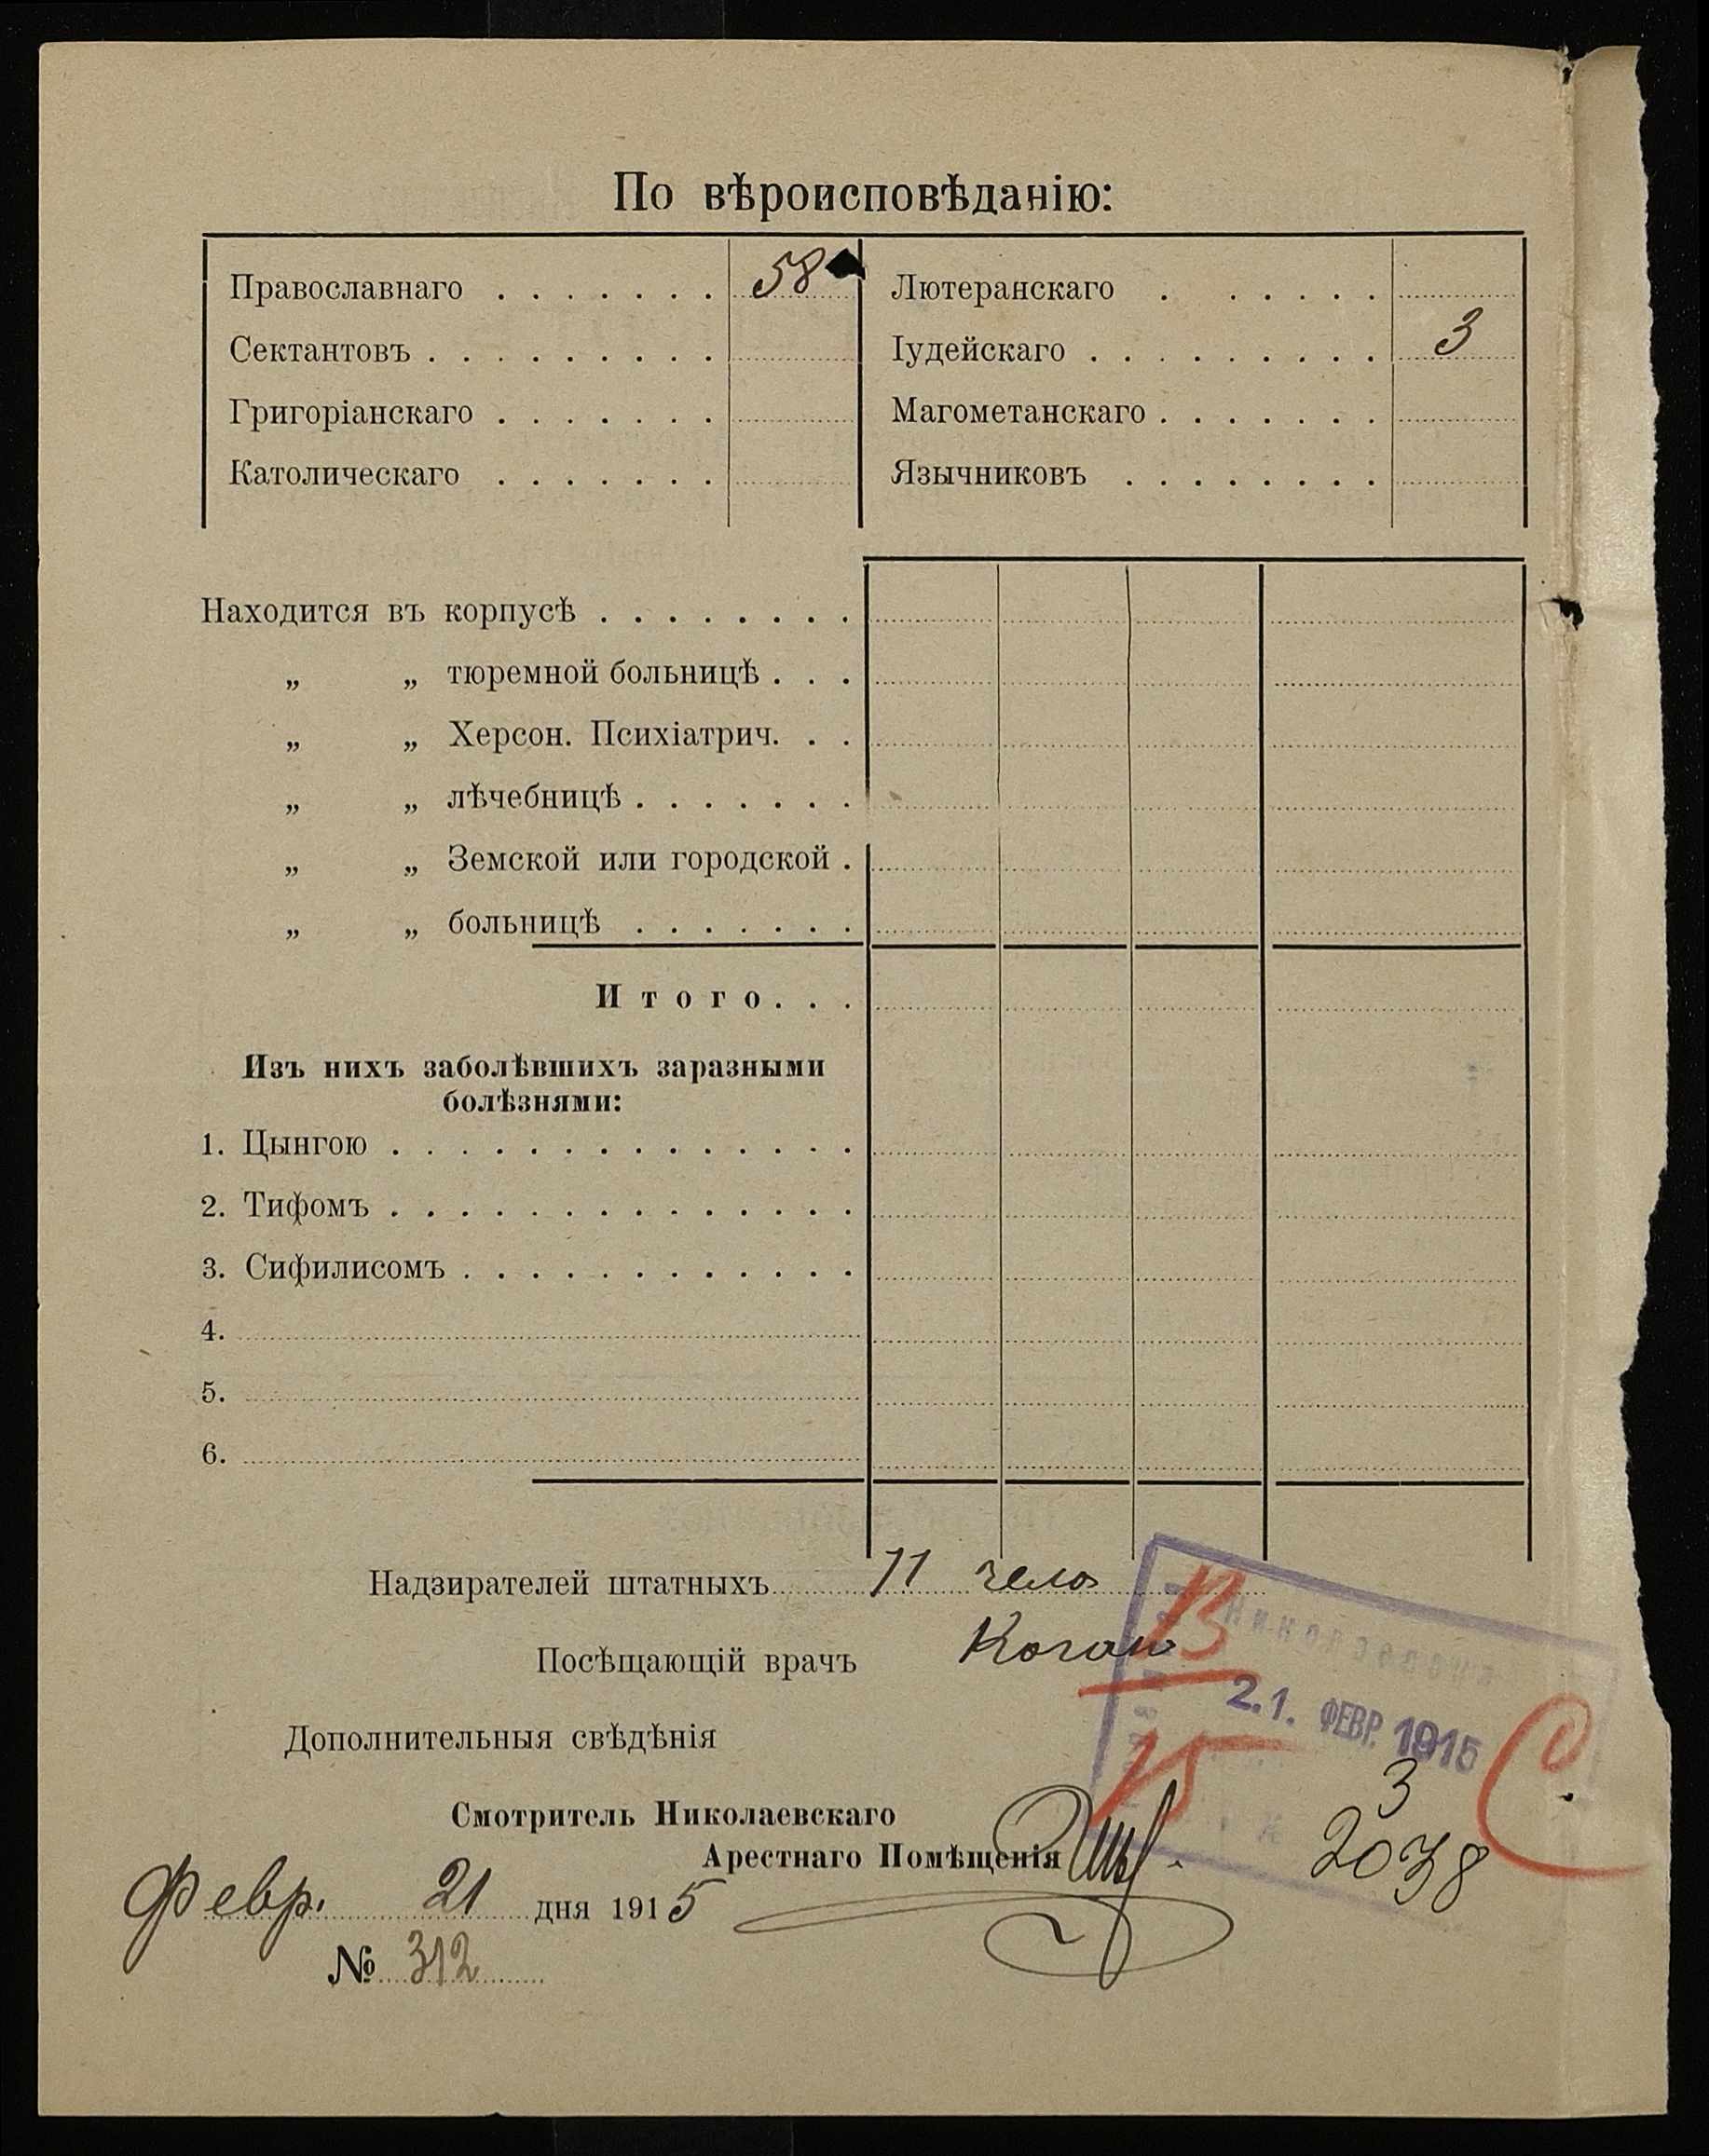 По вѣроисповѣданію:
Православнаго . . . . . . . 58 Лютеранскаго . . . . . .
Сектантовъ . . . . . . . . . Іудейскаго . . . . . . . . . 3
Григоріанскаго . . . . . . . Магометанскаго . . . . . . .
Католическаго . . . . . . . Язычниковъ . . . . . . . .
Находится въ корпусѣ . . . . . . . .
„ „ тюремной больницѣ . . .
„ „ Херсон. Психіатрич. . .
„ „ лѣчебницѣ . . . . . . .
„ „ Земской или городской .
„ „ больницѣ . . . . . . .
Итого. . .
Изъ нихъ заболѣвшихъ заразными
болѣзнями:
1. Цынгою . . . . . . . . . . . . . .
2. Тифомъ . . . . . . . . . . . . . .
3. Сифилисомъ . . . . . . . . . . . .
4.
5.
6.
Надзирателей штатныхъ 11 чело
Посѣщающій врачъ Коган
Дополнительныя свѣдѣнія
21. ФЕВР. 1915
В
15
С
Смотритель Николаевскаго
Арестнаго Помѣщенія
3
2038
Февр. 21 дня 1915
№ 312